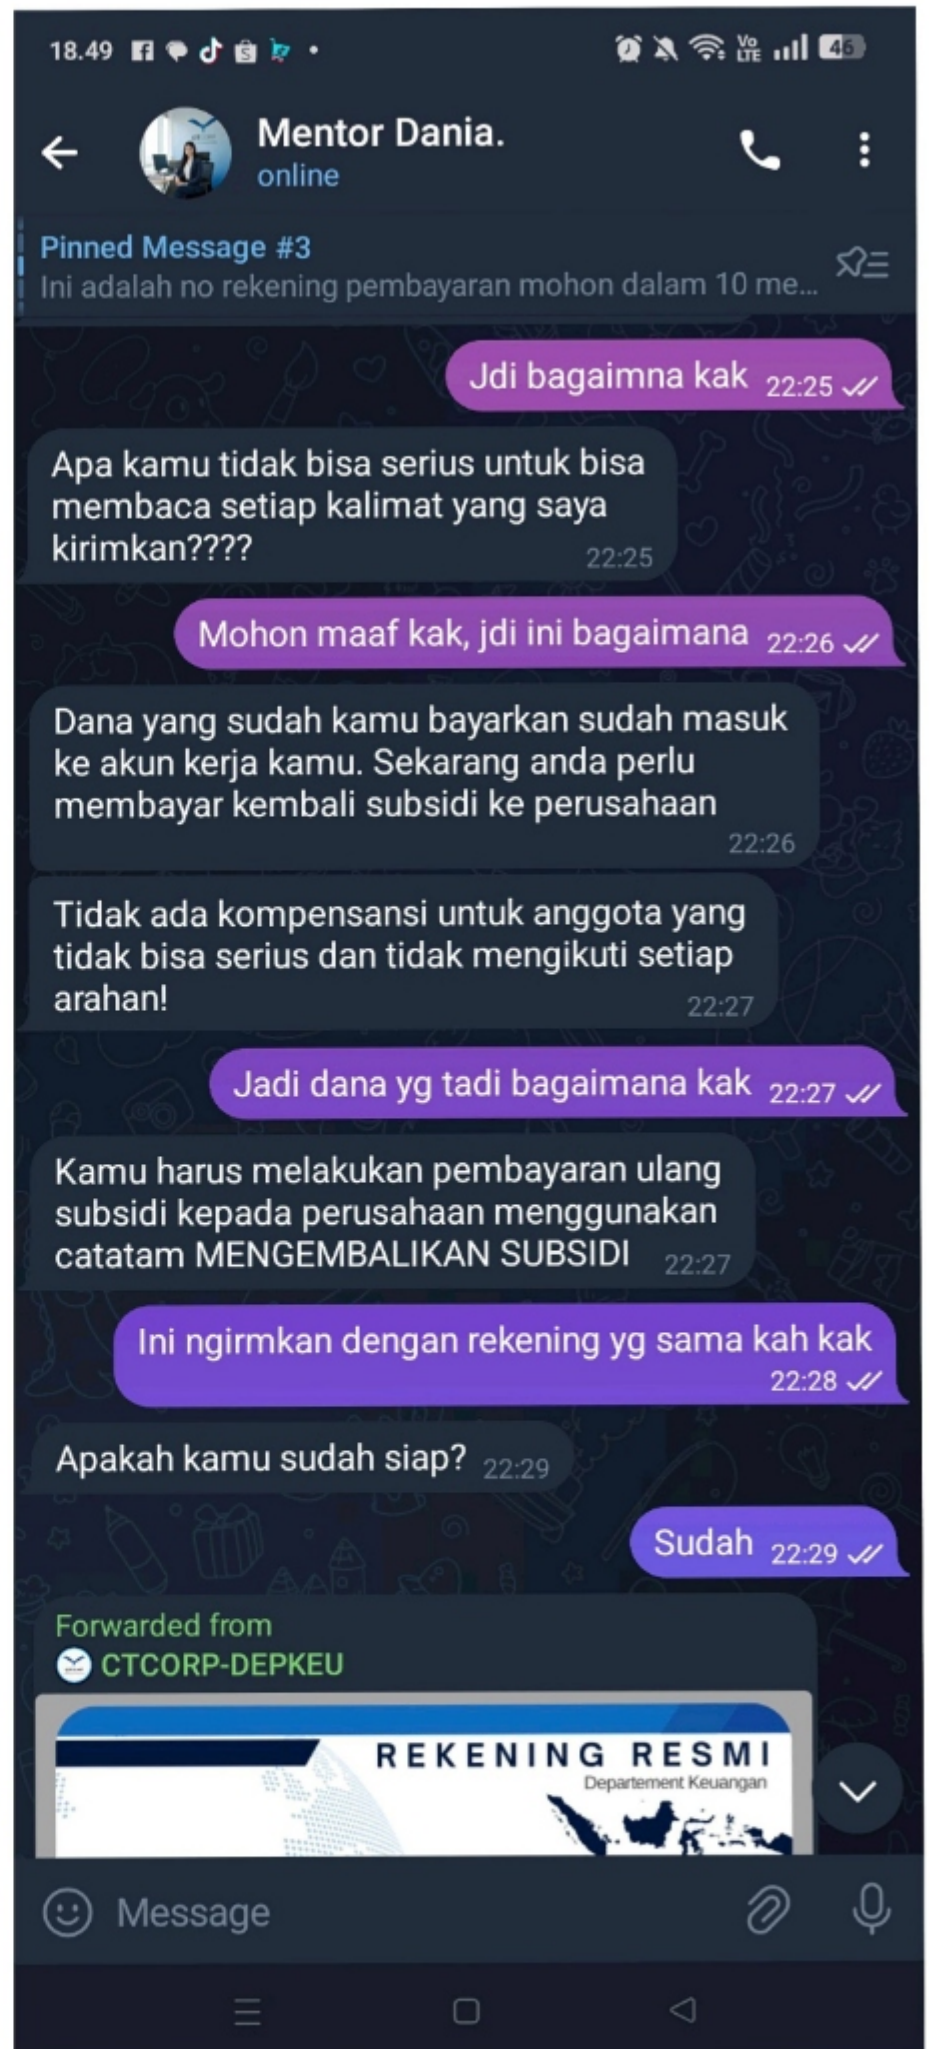 18.49
Vo
LTE
46
Mentor Dania.
online
Pinned Message #3
Ini adalah no rekening pembayaran mohon dalam 10 me...
Jdi bagaimna kak 22:25
Apa kamu tidak bisa serius untuk bisa
membaca setiap kalimat yang saya
kirimkan????
22:25
Mohon maaf kak, jdi ini bagaimana 22:26
Dana yang sudah kamu bayarkan sudah masuk
ke akun kerja kamu. Sekarang anda perlu
membayar kembali subsidi ke perusahaan
22:26
Tidak ada kompensansi untuk anggota yang
tidak bisa serius dan tidak mengikuti setiap
arahan!
22:27
Jadi dana yg tadi bagaimana kak 22:27
Kamu harus melakukan pembayaran ulang
subsidi kepada perusahaan menggunakan
catatam MENGEMBALIKAN SUBSIDI 22:27
Ini ngirmkan dengan rekening yg sama kah kak
22:28
Apakah kamu sudah siap? 22:29
Sudah 22:29
Forwarded from
CTCORP-DEPKEU
REKENING RESMI
Departement Keuangan
Message